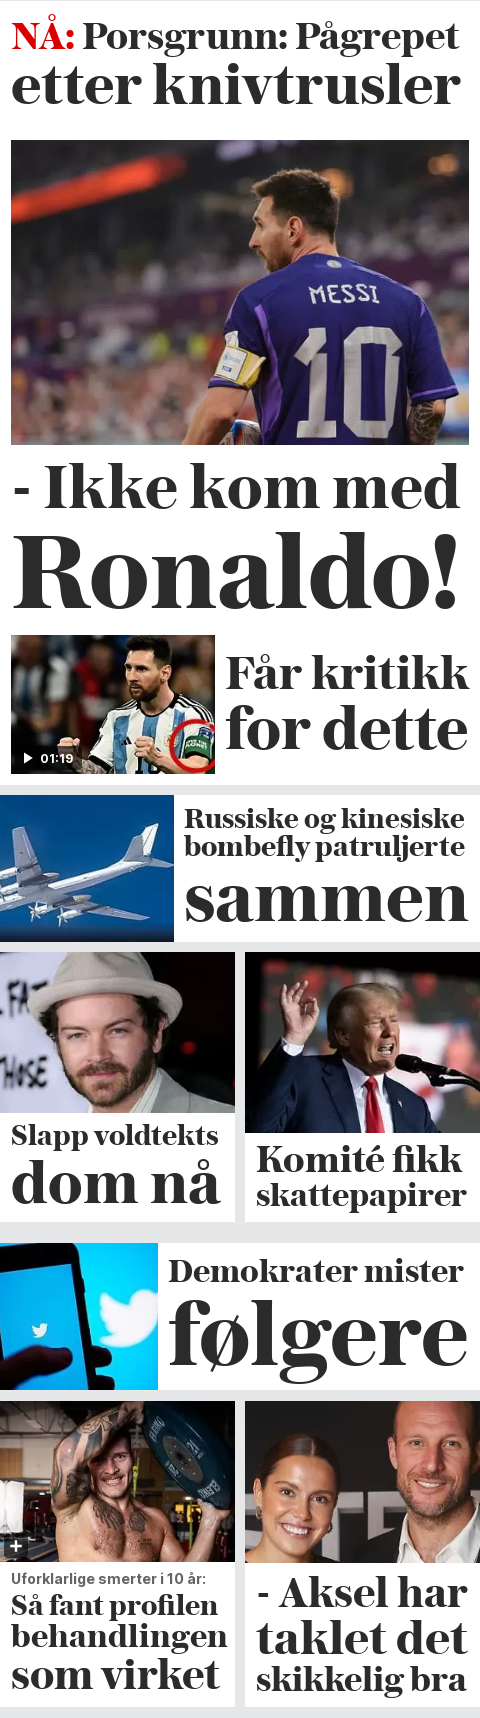 NÅ: Porsgrunn: Pågrepet
etter knivtrusler
MESSI
10
- Ikke kom med
Ronaldo!
01:19
Får kritikk
for dette
Russiske og kinesiske
bombefly patruljerte
sammen
THOSE
Slapp voldtekts
dom nå
Komité fikk
skattepapirer
Demokrater mister
følgere
ELEIKO
+
Uforklarlige smerter i 10 år:
Så fant profilen
behandlingen
som virket
- Aksel har
taklet det
skikkelig bra